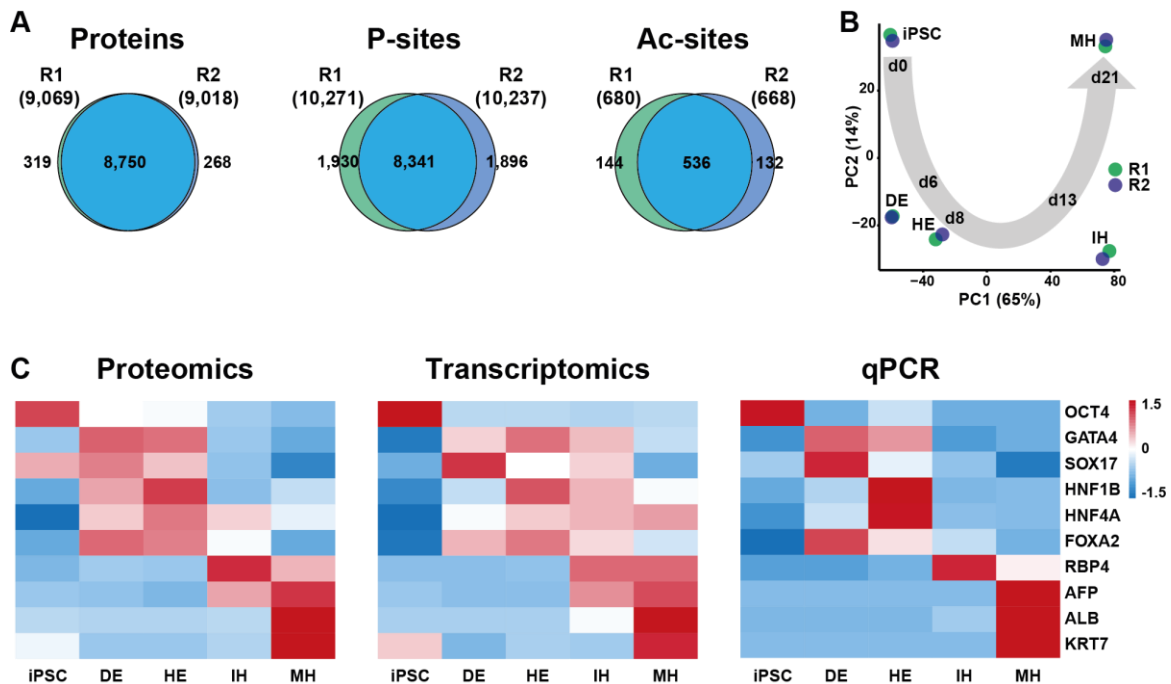 A
Proteins
P-sites
Ac-sites
R1
(9,069)
R2
(9,018)
319
8,750
268
R1
(10,271)
R2
(10,237)
1,930
8,341
1,896
R1
(680)
R2
(668)
144
536
132
B
iPSC
MH
d0
d21
R1
R2
d6
d13
DE
d8
HE
IH
20
0
−20
PC2 (14%)
−40
0
40
80
PC1 (65%)
C
Proteomics
Transcriptomics
qPCR
OCT4
GATA4
SOX17
HNF1B
HNF4A
FOXA2
RBP4
AFP
ALB
KRT7
1.5
0
-1.5
iPSC DE HE IH MH
iPSC DE HE IH MH
iPSC DE HE IH MH